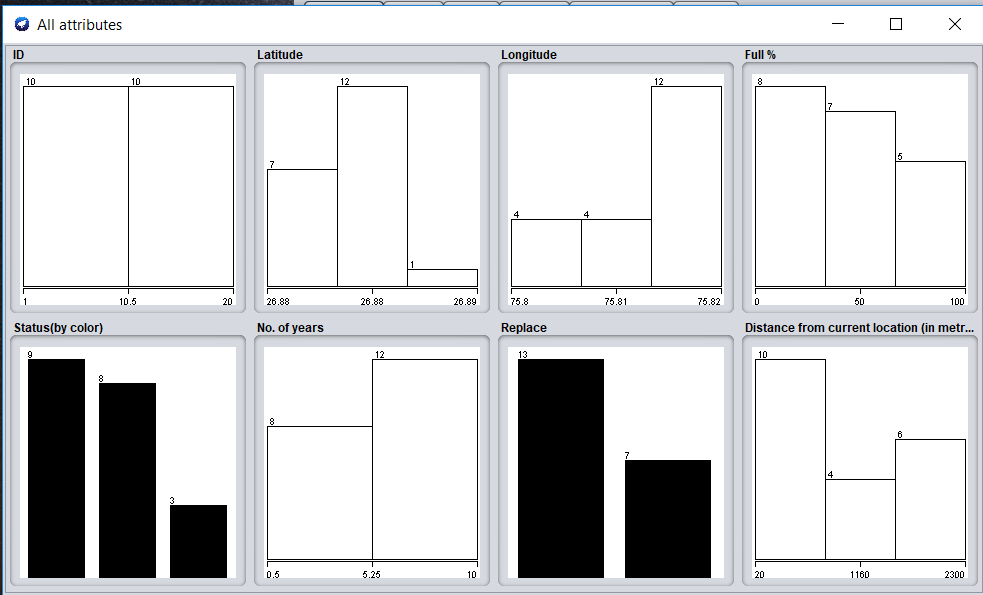 All attributes
ID
10 10
1 10.5 20
Latitude
7 12 1
26.88 26.88 26.89
Longitude
4 4 12
75.8 75.81 75.82
Full %
8 7 5
0 50 100
Status(by color)
9 8 3
No. of years
8 12
0.5 5.25 10
Replace
13 7
Distance from current location (in metr...
10 4 6
20 1160 2300